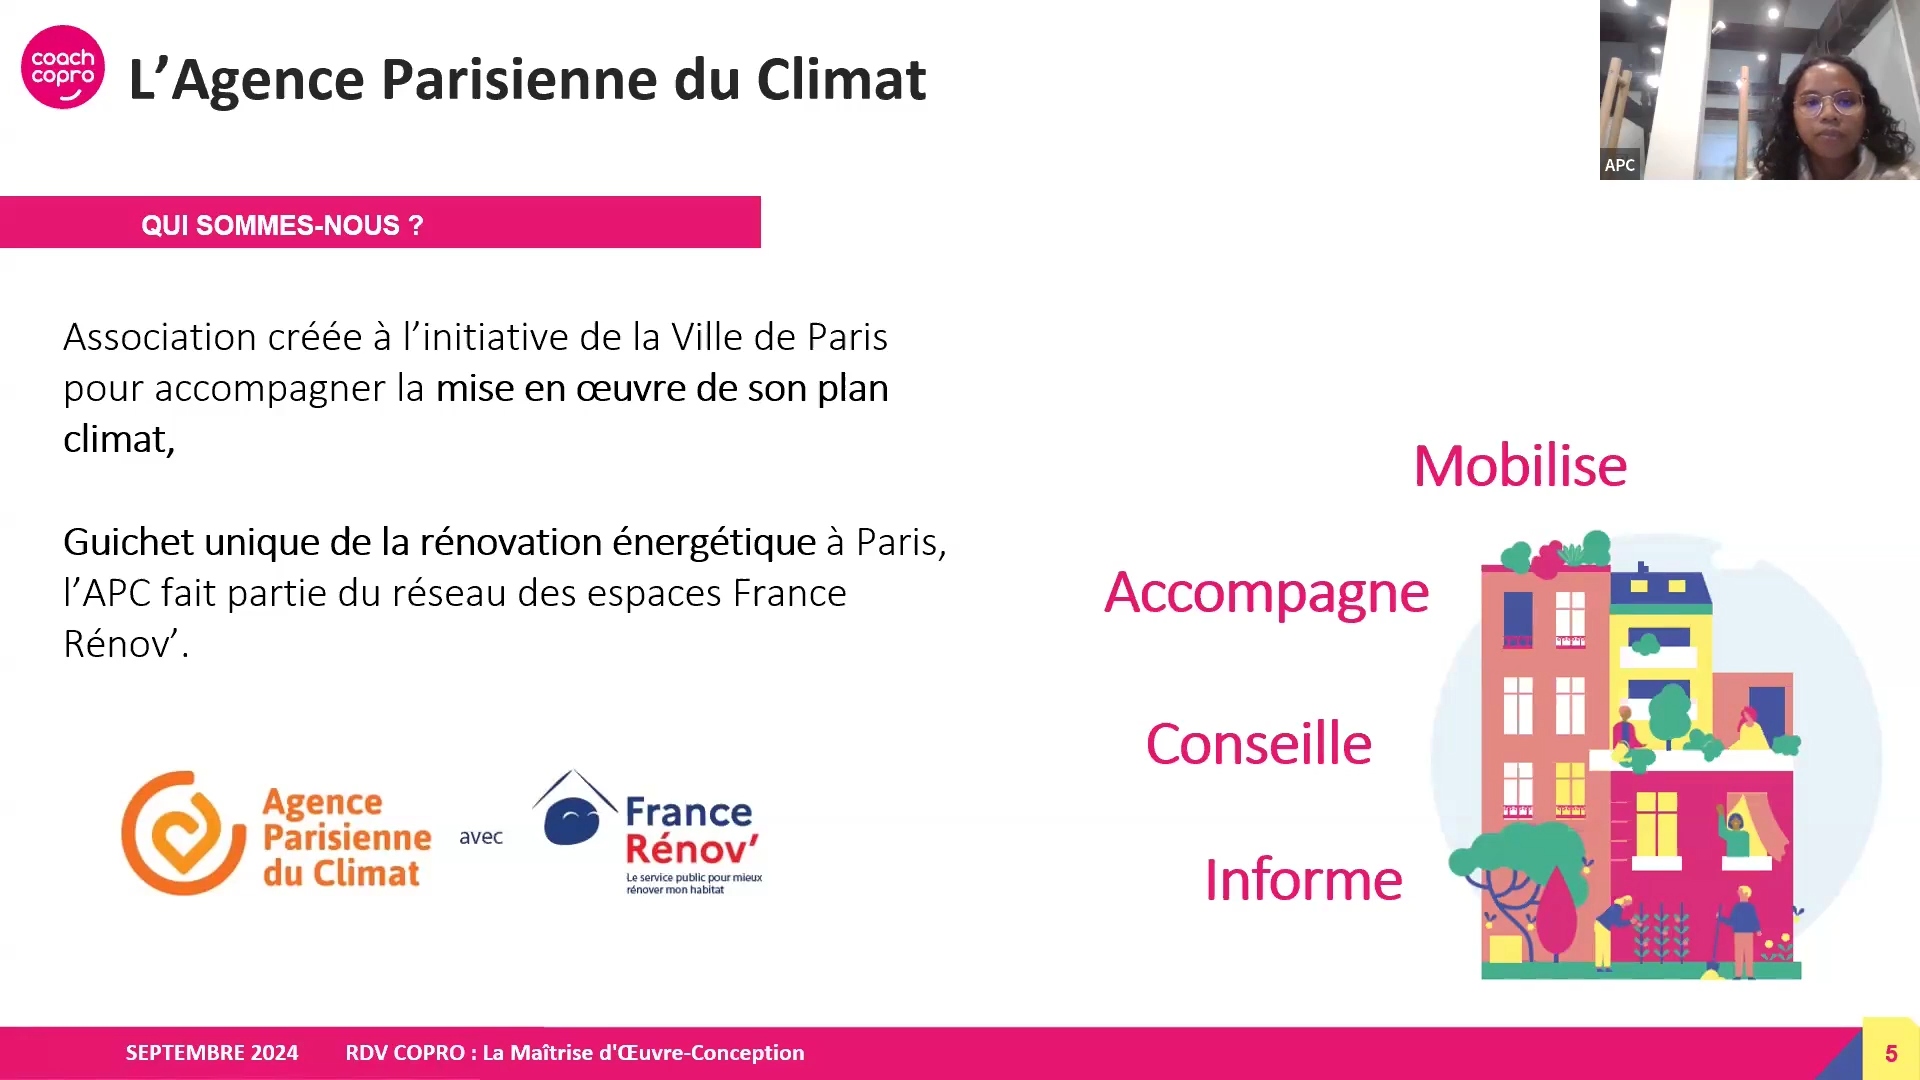 coach
copro
L’Agence Parisienne du Climat
APC
QUI SOMMES-NOUS ?
Association créée à l’initiative de la Ville de Paris
pour accompagner la mise en œuvre de son plan
climat,
Guichet unique de la rénovation énergétique à Paris,
l’APC fait partie du réseau des espaces France
Rénov’.
Mobilise
Accompagne
Conseille
Informe
Agence
Parisienne
du Climat
avec
France
Rénov’
Le service public pour mieux
rénover mon habitat
SEPTEMBRE 2024 RDV COPRO : La Maîtrise d'Œuvre-Conception
5